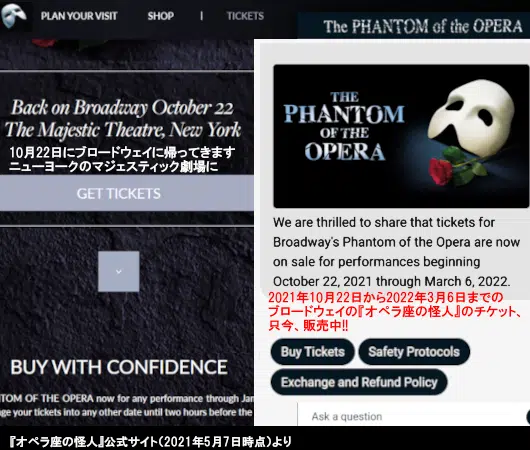 PLAN YOUR VISIT SHOP | TICKETS
Back on Broadway October 22
The Majestic Theatre, New York
10月22日にブロードウェイに帰ってきます
ニューヨークのマジェスティック劇場に
GET TICKETS
BUY WITH CONFIDENCE
TOM OF THE OPERA now for any performance through Jan
nge your tickets into any other date until two hours before the
The PHANTOM of the OPERA
THE
PHANTOM
OF THE
OPERA
We are thrilled to share that tickets for
Broadway's Phantom of the Opera are now
on sale for performances beginning
October 22, 2021 through March 6, 2022.
2021年10月22日から2022年3月6日までの
ブロードウェイの『オペラ座の怪人』のチケット、
只今、販売中!!
Buy Tickets Safety Protocols
Exchange and Refund Policy
Ask a question
『オペラ座の怪人』公式サイト(2021年5月7日時点)より